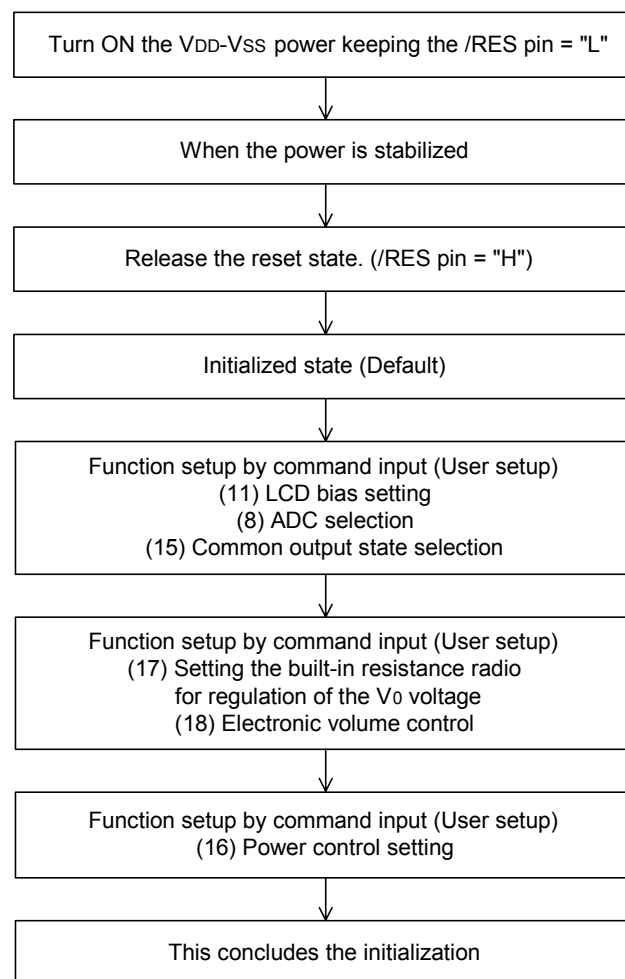 Turn ON the VDD-VSS power keeping the /RES pin = "L"
When the power is stabilized
Release the reset state. (/RES pin = "H")
Initialized state (Default)
Function setup by command input (User setup)
(11) LCD bias setting
(8) ADC selection
(15) Common output state selection
Function setup by command input (User setup)
(17) Setting the built-in resistance radio
for regulation of the V0 voltage
(18) Electronic volume control
Function setup by command input (User setup)
(16) Power control setting
This concludes the initialization